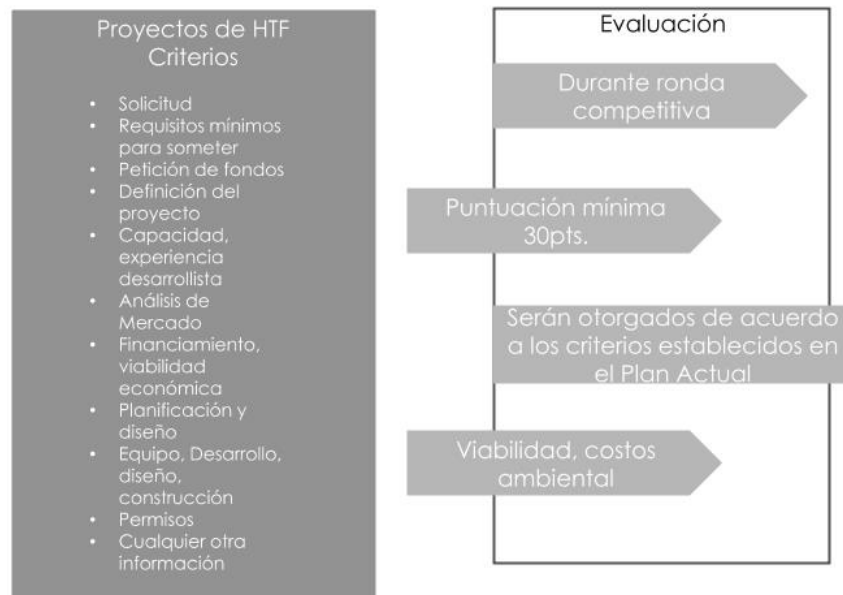 Proyectos de HTF
Criterios
• Solicitud
• Requisitos mínimos
para someter
• Petición de fondos
• Definición del
proyecto
• Capacidad,
experiencia
desarrollista
• Análisis de
Mercado
• Financiamiento,
viabilidad
económica
• Planificación y
diseño
• Equipo, Desarrollo,
diseño,
construcción
• Permisos
• Cualquier otra
información
Evaluación
Durante ronda
competitiva
Puntuación mínima
30pts.
Serán otorgados de acuerdo
a los criterios establecidos en
el Plan Actual
Viabilidad, costos
ambiental